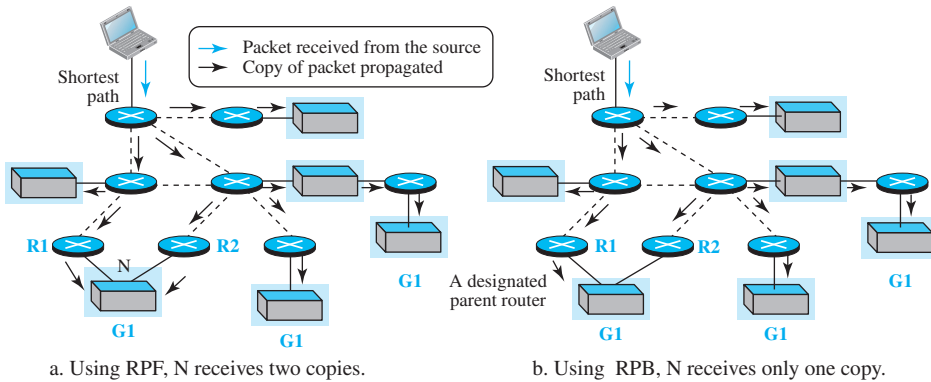 Packet received from the source
Copy of packet propagated
Shortest
path
R1
R2
N
G1
G1
G1
a. Using RPF, N receives two copies.
Shortest
path
R1
R2
A designated
parent router
G1
G1
G1
b. Using RPB, N receives only one copy.